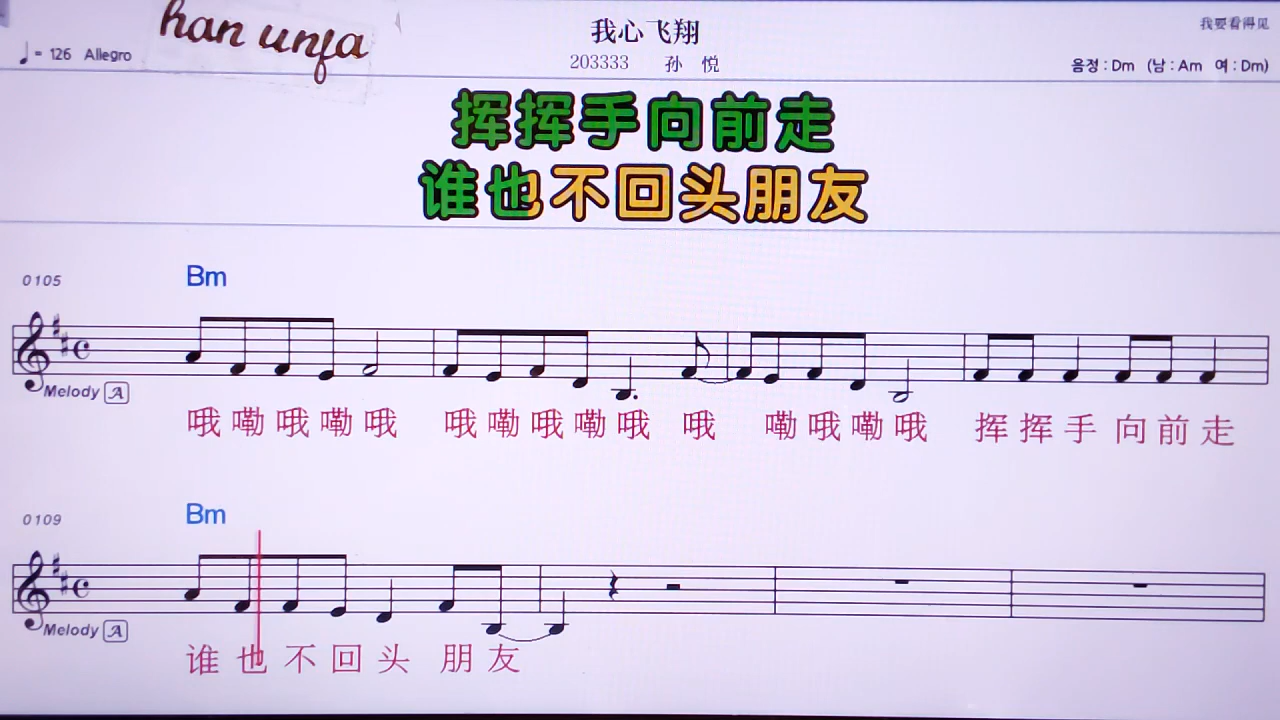 han unfa
我心飞翔
我要看得见
♩= 126 Allegro
203333 孙 悦
음정 : Dm (남 : Am 여 : Dm)
挥挥手向前走
谁也不回头朋友
0105 Bm
Melody A
哦嘞哦嘞哦 哦嘞哦嘞哦 哦 嘞哦嘞哦 挥挥手 向前走
0109 Bm
Melody A
谁也不回头 朋友